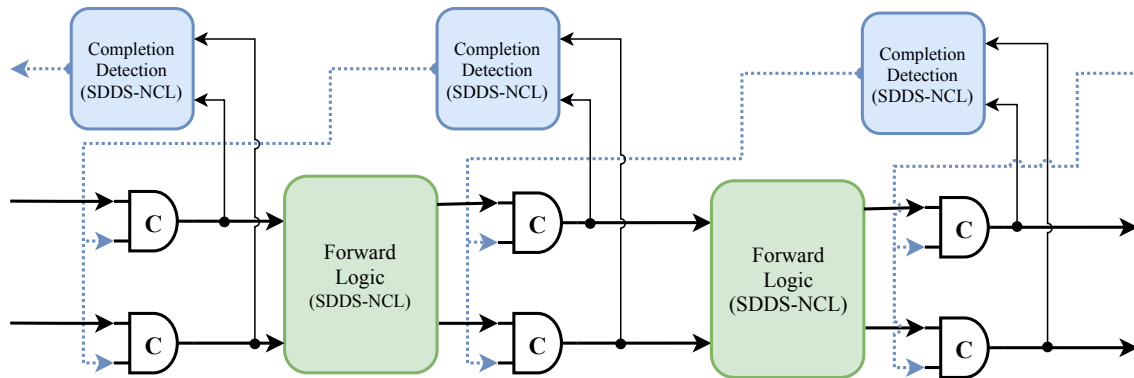 Completion
Detection
(SDDS-NCL)
Completion
Detection
(SDDS-NCL)
Completion
Detection
(SDDS-NCL)
C
C
C
Forward
Logic
(SDDS-NCL)
Forward
Logic
(SDDS-NCL)
C
C
C